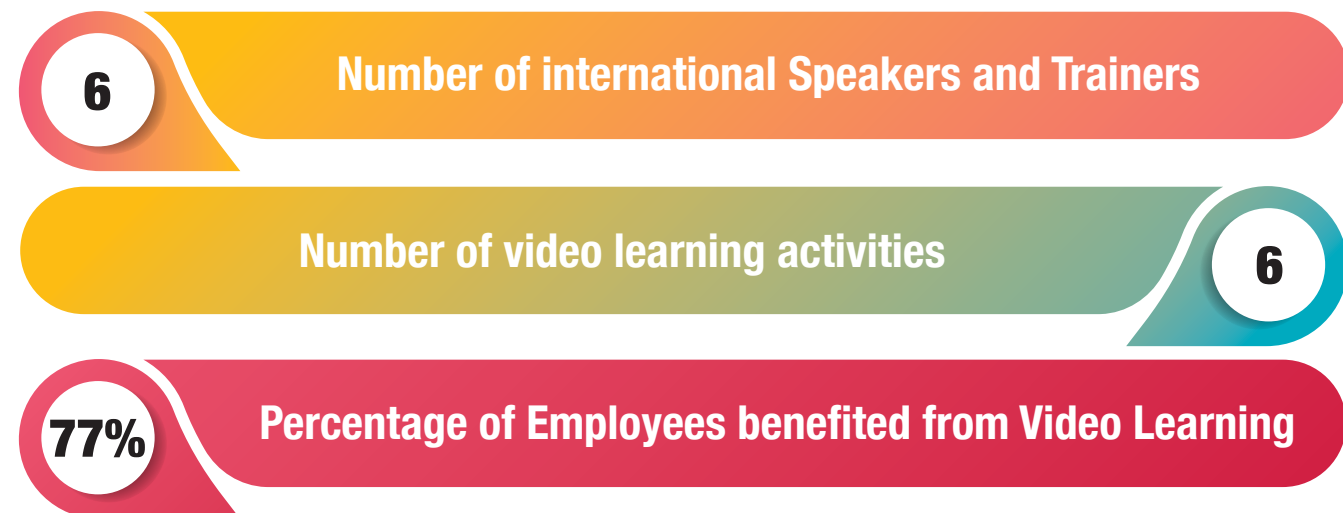 6
Number of international Speakers and Trainers
Number of video learning activities
6
77%
Percentage of Employees benefited from Video Learning